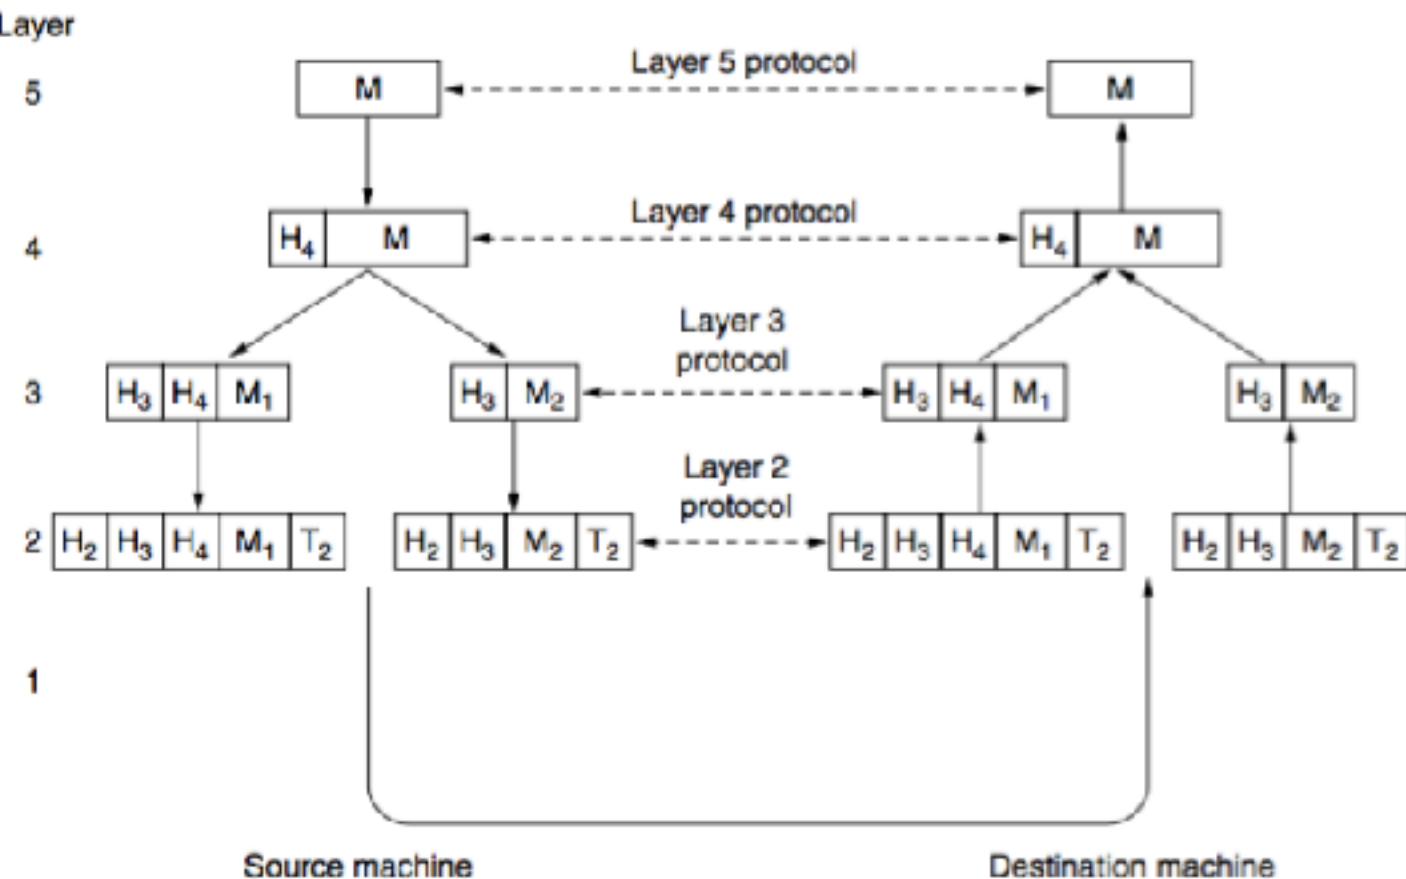 Layer
5 M Layer 5 protocol M
4 H4 M Layer 4 protocol H4 M
Layer 3
protocol
3 H3 H4 M1 H3 M2 H3 H4 M1 H3 M2
Layer 2
protocol
2 H2 H3 H4 M1 T2 H2 H3 M2 T2 H2 H3 H4 M1 T2 H2 H3 M2 T2
1
Source machine Destination machine